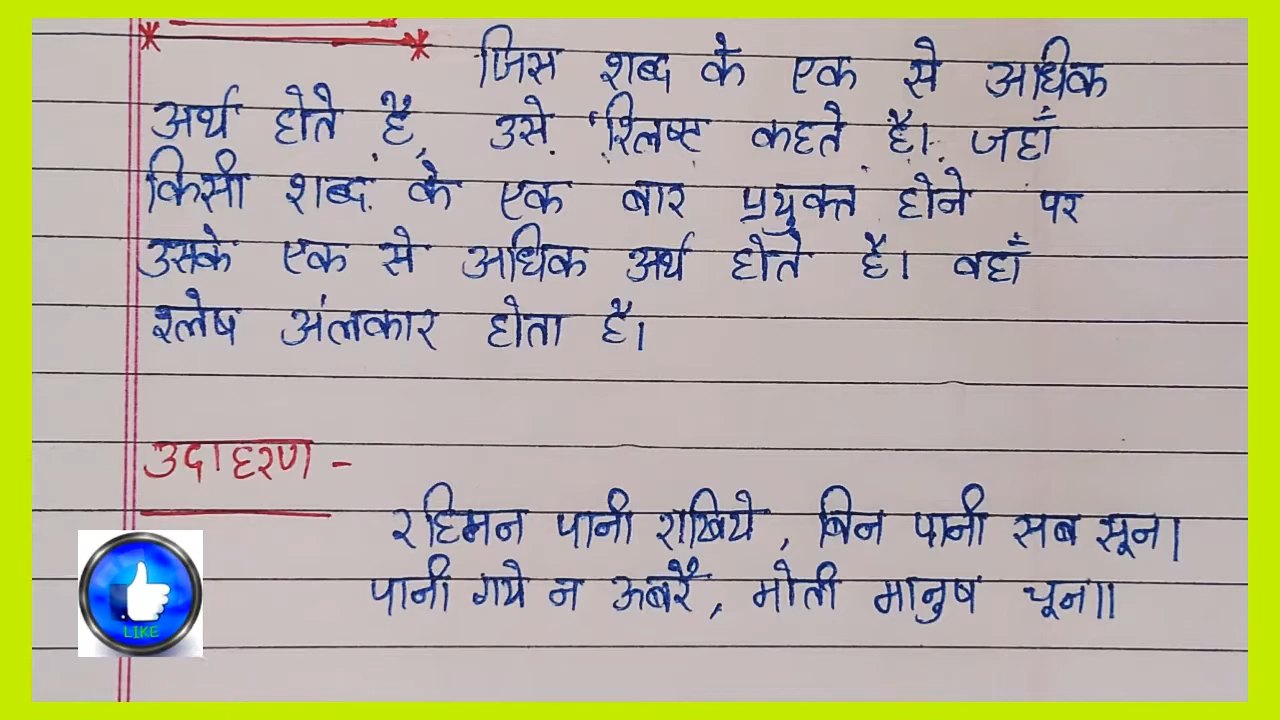 जिस शब्द के एक से अधिक
अर्थ होते है, उसे 'श्लिष्ट कहते है। जहाँ
किसी शब्द के एक बार प्रयुक्त होने पर
उसके एक से अधिक अर्थ होते है। वहाँ
श्लेष अंलकार होता है।
उदाहरण -
रहिमन पानी राखिये, बिन पानी सब सून।
पानी गये न ऊबरै, मोती मानुष चून।।
LIKE